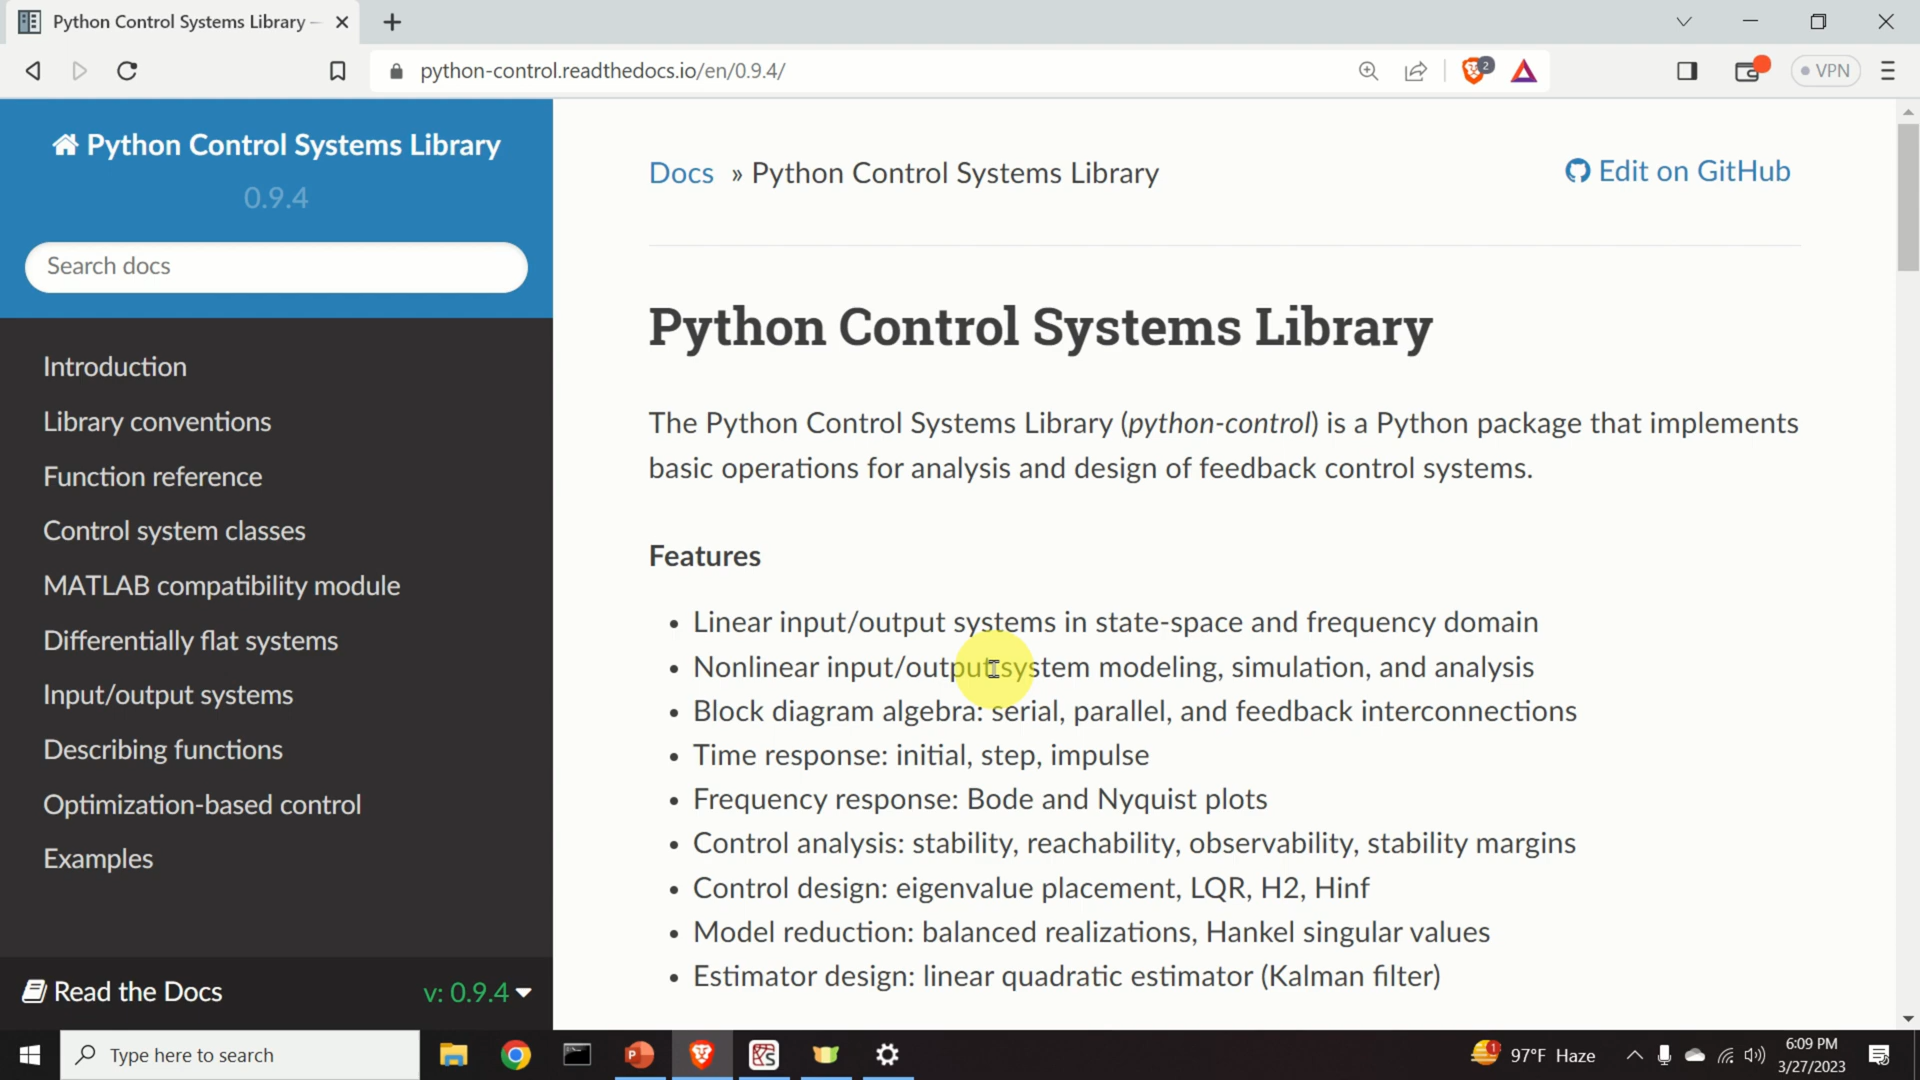 Python Control Systems Library –
python-control.readthedocs.io/en/0.9.4/
2
VPN
Python Control Systems Library
0.9.4
Search docs
Introduction
Library conventions
Function reference
Control system classes
MATLAB compatibility module
Differentially flat systems
Input/output systems
Describing functions
Optimization-based control
Examples
Read the Docs
v: 0.9.4
Docs » Python Control Systems Library
Edit on GitHub
Python Control Systems Library
The Python Control Systems Library (python-control) is a Python package that implements
basic operations for analysis and design of feedback control systems.
Features
• Linear input/output systems in state-space and frequency domain
• Nonlinear input/output system modeling, simulation, and analysis
• Block diagram algebra: serial, parallel, and feedback interconnections
• Time response: initial, step, impulse
• Frequency response: Bode and Nyquist plots
• Control analysis: stability, reachability, observability, stability margins
• Control design: eigenvalue placement, LQR, H2, Hinf
• Model reduction: balanced realizations, Hankel singular values
• Estimator design: linear quadratic estimator (Kalman filter)
Type here to search
P
1
97°F Haze
6:09 PM
3/27/2023